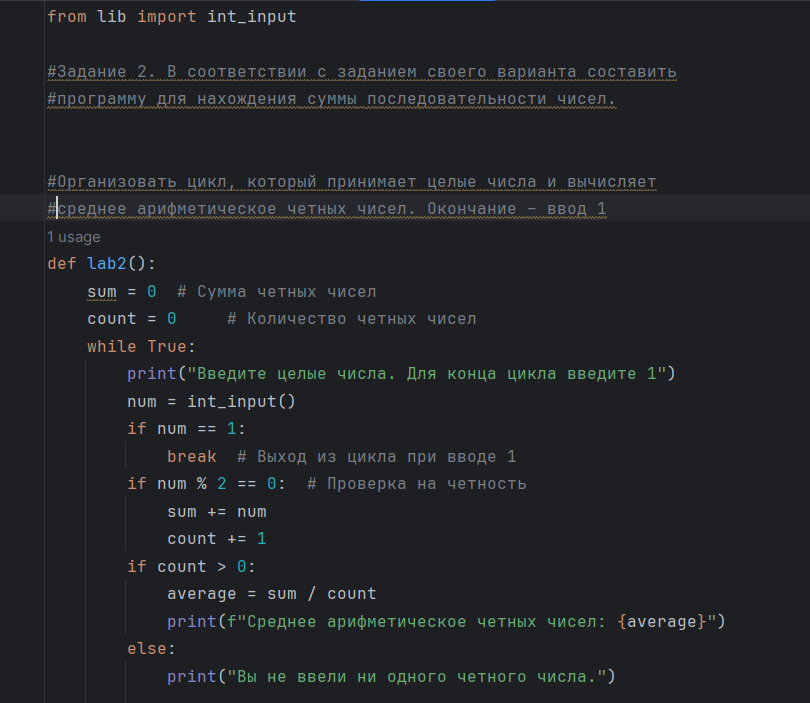 from lib import int_input
#Задание 2. В соответствии с заданием своего варианта составить
#программу для нахождения суммы последовательности чисел.
#Организовать цикл, который принимает целые числа и вычисляет
#среднее арифметическое четных чисел. Окончание – ввод 1
1 usage
def lab2():
    sum = 0  # Сумма четных чисел
    count = 0     # Количество четных чисел
    while True:
        print("Введите целые числа. Для конца цикла введите 1")
        num = int_input()
        if num == 1:
            break  # Выход из цикла при вводе 1
        if num % 2 == 0:  # Проверка на четность
            sum += num
            count += 1
        if count > 0:
            average = sum / count
            print(f"Среднее арифметическое четных чисел: {average}")
        else:
            print("Вы не ввели ни одного четного числа.")